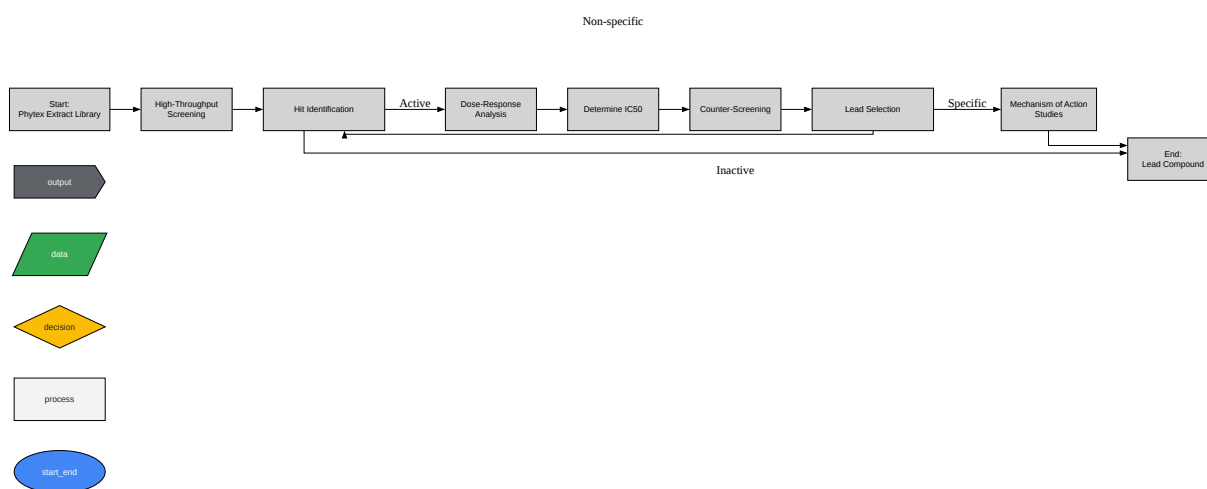 Non-specific
Start:
Phytex Extract Library
High-Throughput
Screening
Hit Identification
Active
Dose-Response
Analysis
Determine IC50
Counter-Screening
Lead Selection
Specific
Mechanism of Action
Studies
End:
Lead Compound
Inactive
output
data
decision
process
start_end